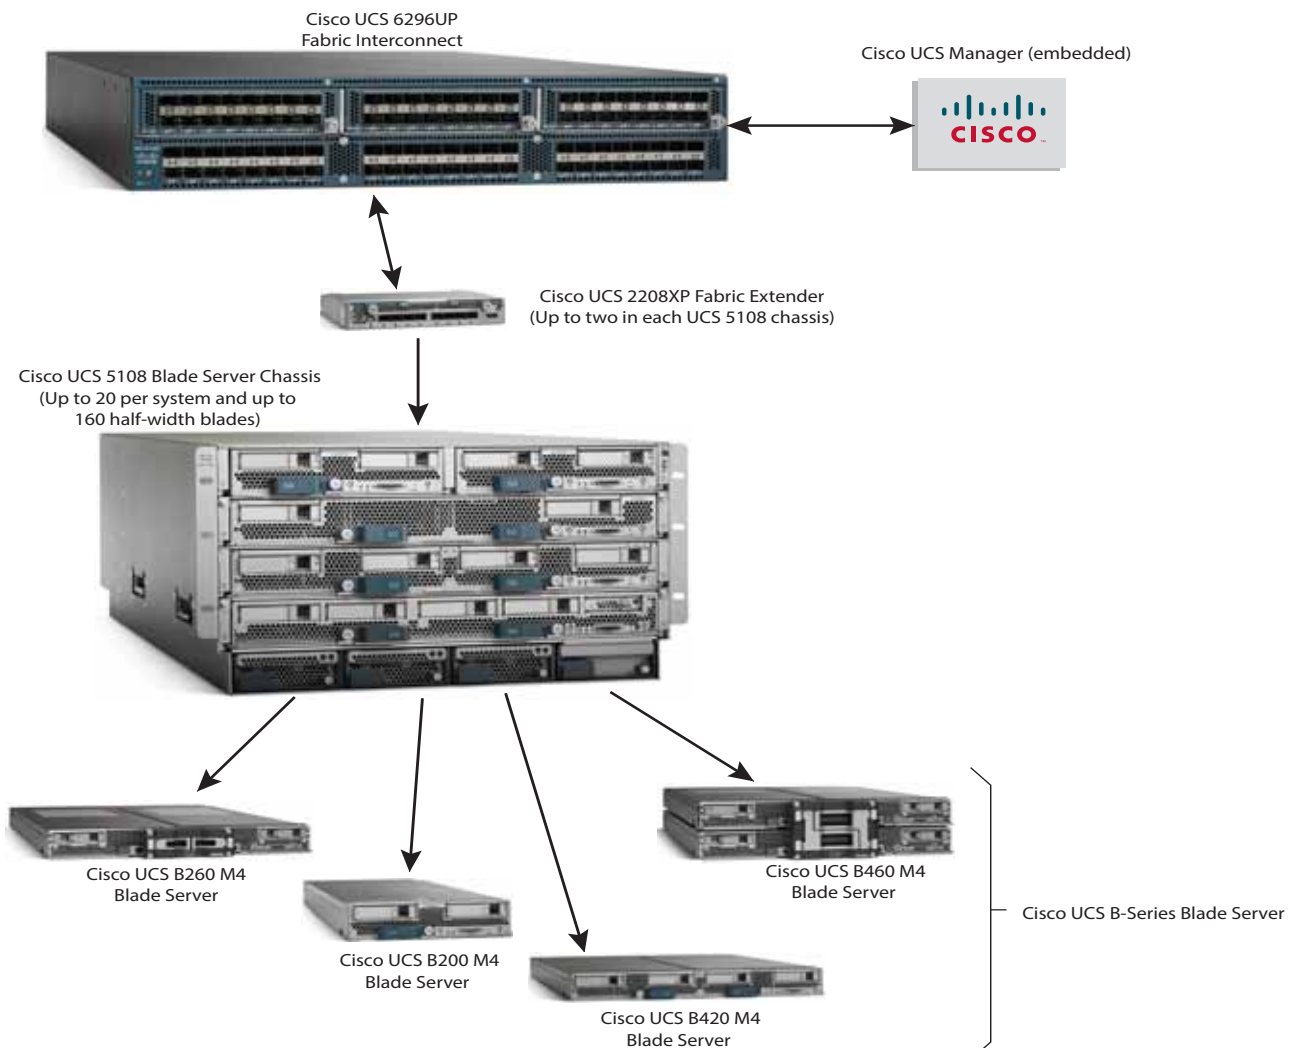 Cisco UCS 6296UP
Fabric Interconnect
Cisco UCS Manager (embedded)
CISCO
Cisco UCS 2208XP Fabric Extender
(Up to two in each UCS 5108 chassis)
Cisco UCS 5108 Blade Server Chassis
(Up to 20 per system and up to
160 half-width blades)
Cisco UCS B260 M4
Blade Server
Cisco UCS B460 M4
Blade Server
Cisco UCS B-Series Blade Server
Cisco UCS B200 M4
Blade Server
Cisco UCS B420 M4
Blade Server